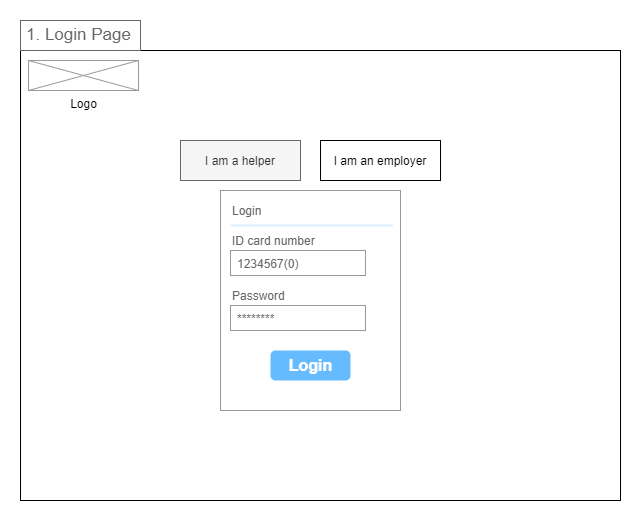 1. Login Page
Logo
I am a helper
I am an employer
Login
ID card number
1234567(0)
Password
********
Login